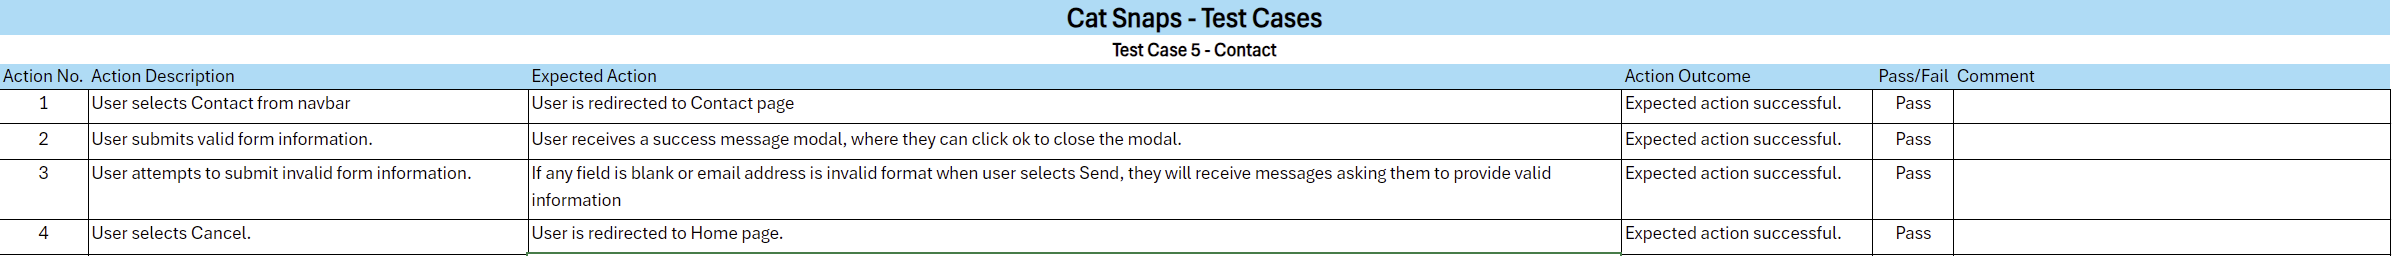 Cat Snaps - Test Cases
Test Case 5 - Contact
Action No. Action Description Expected Action Action Outcome Pass/Fail Comment
1 User selects Contact from navbar User is redirected to Contact page Expected action successful. Pass
2 User submits valid form information. User receives a success message modal, where they can click ok to close the modal. Expected action successful. Pass
3 User attempts to submit invalid form information. If any field is blank or email address is invalid format when user selects Send, they will receive messages asking them to provide valid Expected action successful. Pass
information
4 User selects Cancel. User is redirected to Home page. Expected action successful. Pass